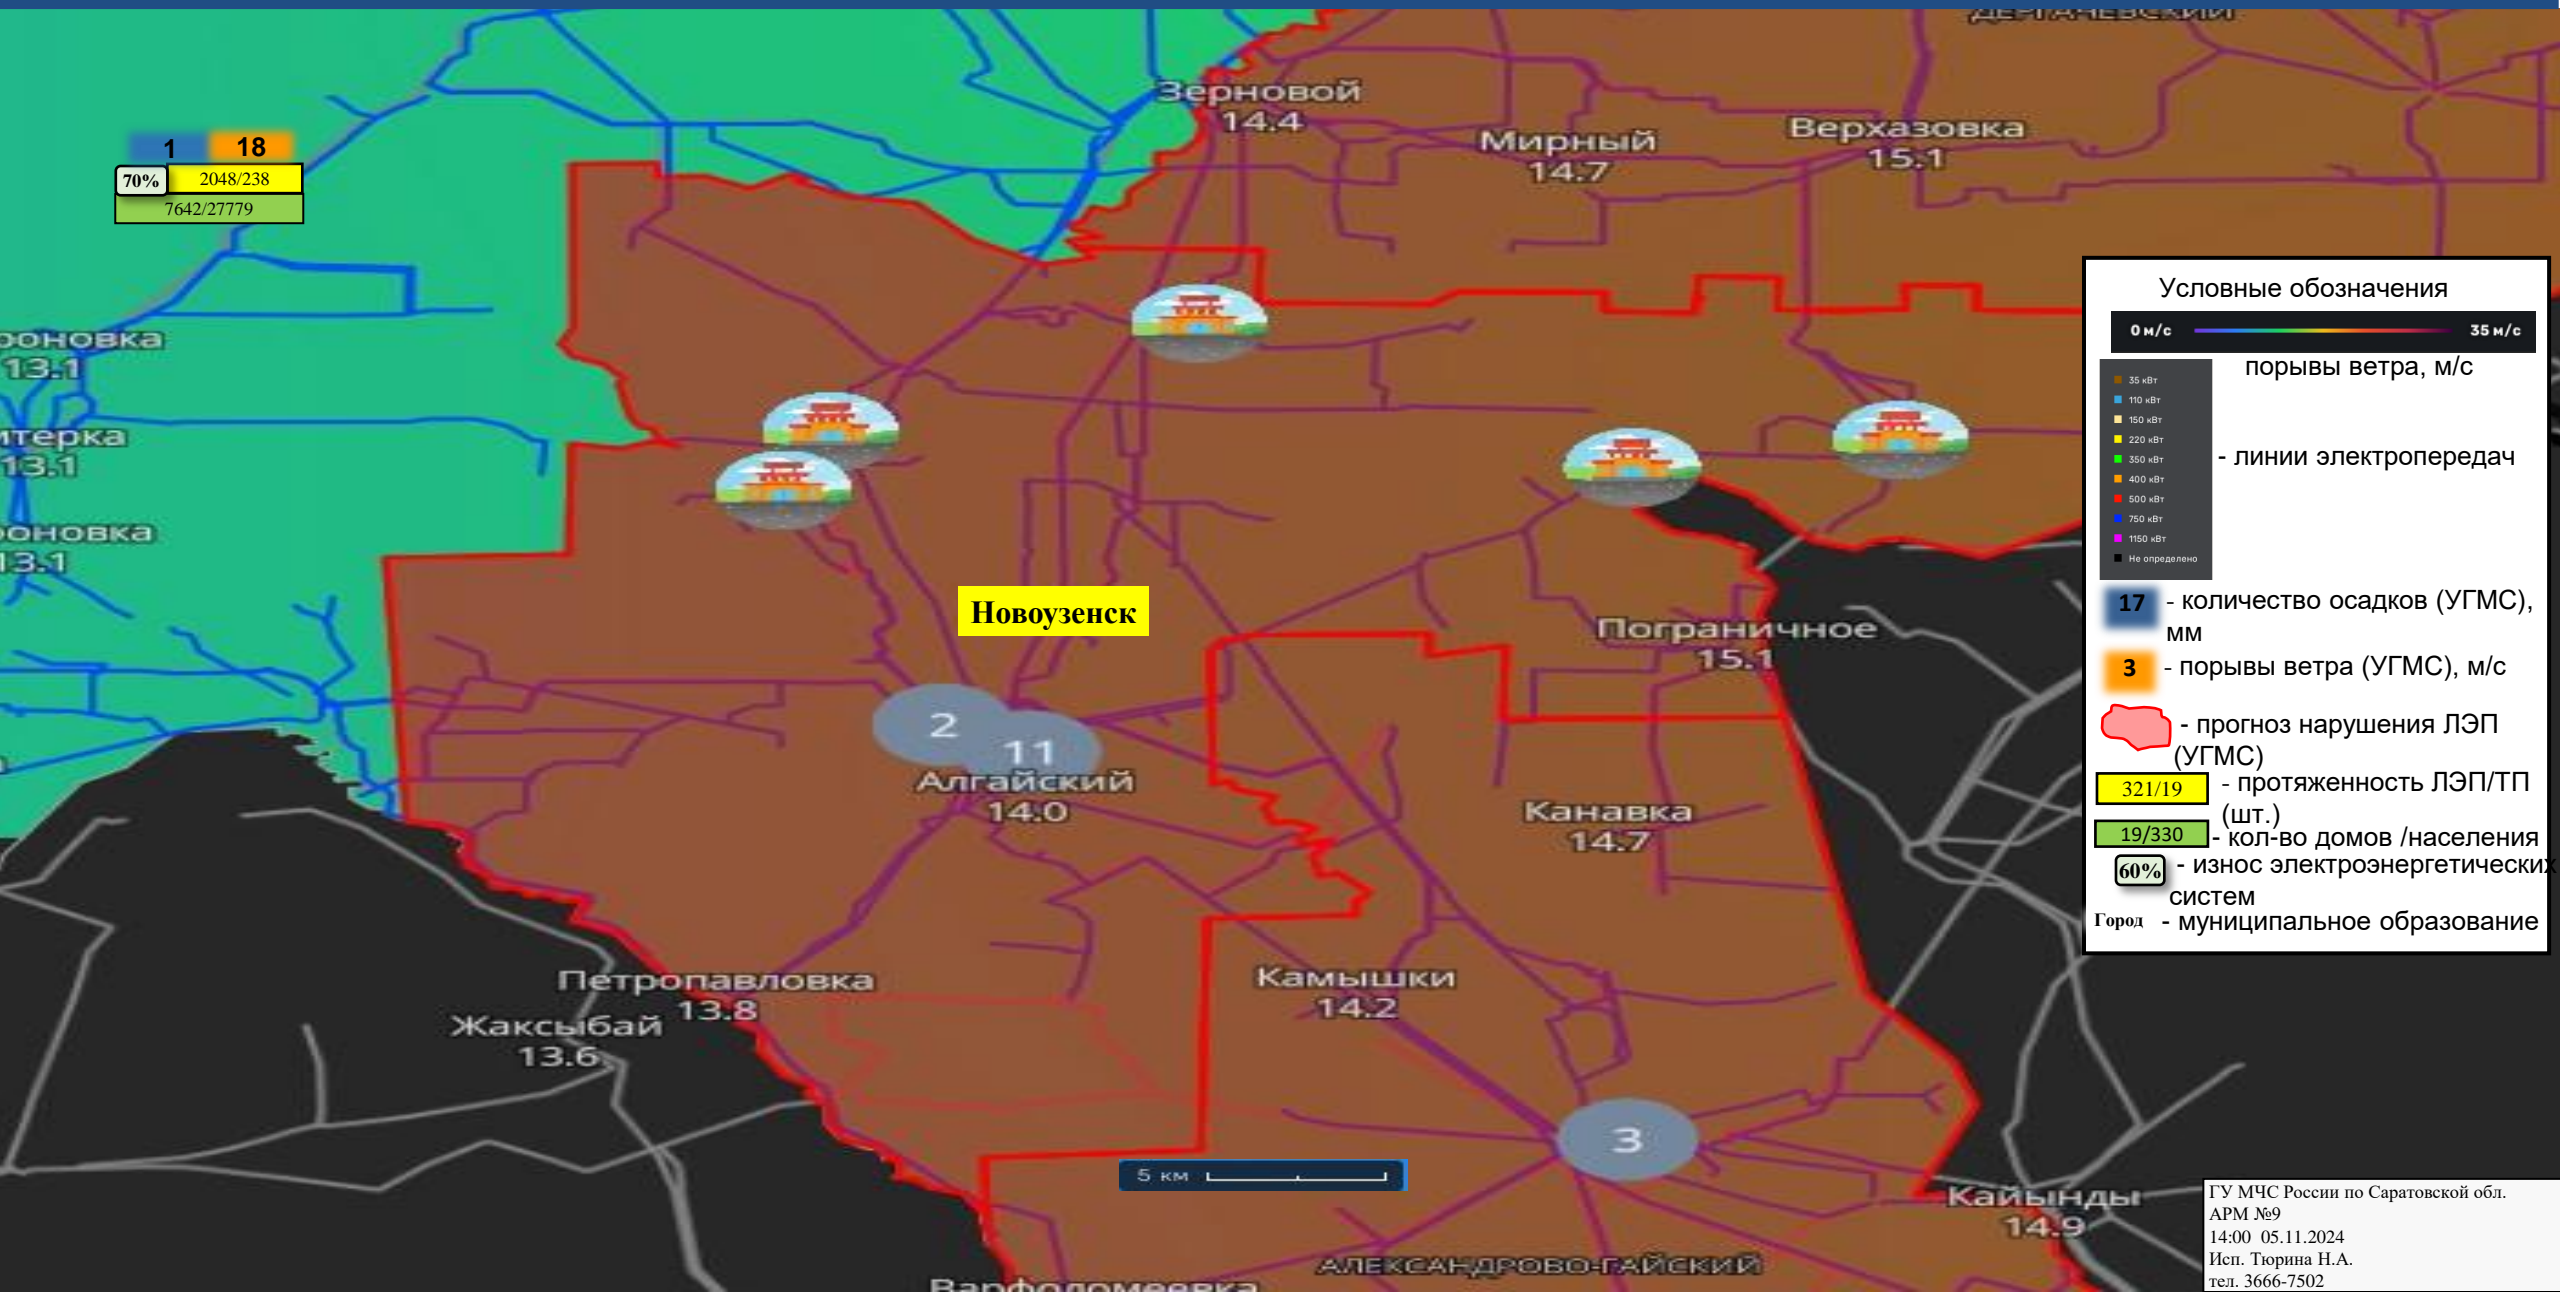 ДЕРГАЧЕВСКИЙ
Зерновой
14.4
Мирный
14.7
Верхазовка
15.1
1
18
70%
2048/238
7642/27779
роновка
13.1
итерка
13.1
роновка
13.1
Новоузенск
Пограничное
15.1
2
11
Алгайский
14.0
Канавка
14.7
Петропавловка
13.8
Камышки
14.2
Жаксыбай
13.6
3
5 км
Кайынды
14.9
АЛЕКСАНДРОВО-ГАЙСКИЙ
Варфоломеевка
Условные обозначения
0 м/с
35 м/с
порывы ветра, м/с
35 кВт
110 кВт
150 кВт
220 кВт
350 кВт
400 кВт
500 кВт
750 кВт
1150 кВт
Не определено
- линии электропередач
17 - количество осадков (УГМС),
мм
3 - порывы ветра (УГМС), м/с
- прогноз нарушения ЛЭП
(УГМС)
321/19 - протяженность ЛЭП/ТП
(шт.)
19/330 - кол-во домов /населения
60% - износ электроэнергетических
систем
Город - муниципальное образование
ГУ МЧС России по Саратовской обл.
АРМ №9
14:00 05.11.2024
Исп. Тюрина Н.А.
тел. 3666-7502